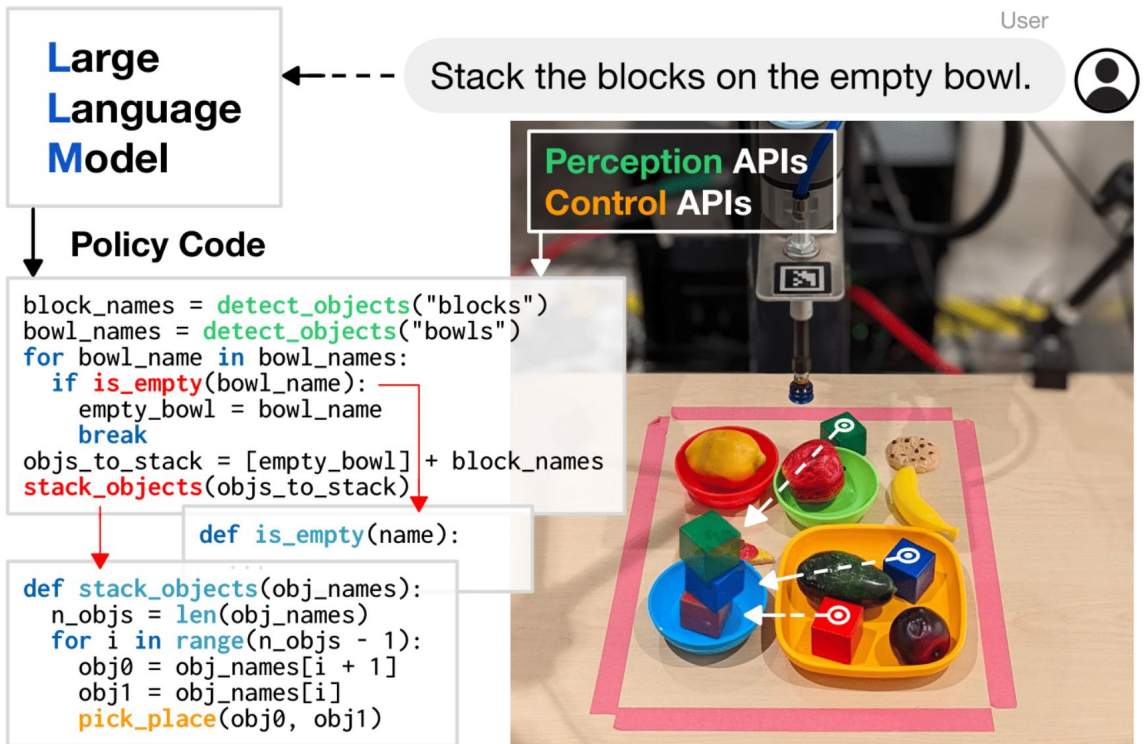 User
Large
Language
Model
Stack the blocks on the empty bowl.
Perception APIs
Control APIs
Policy Code
block_names = detect_objects("blocks")
bowl_names = detect_objects("bowls")
for bowl_name in bowl_names:
  if is_empty(bowl_name):
    empty_bowl = bowl_name
    break
objs_to_stack = [empty_bowl] + block_names
stack_objects(objs_to_stack)
def is_empty(name):
...
def stack_objects(obj_names):
  n_objs = len(obj_names)
  for i in range(n_objs - 1):
    obj0 = obj_names[i + 1]
    obj1 = obj_names[i]
    pick_place(obj0, obj1)